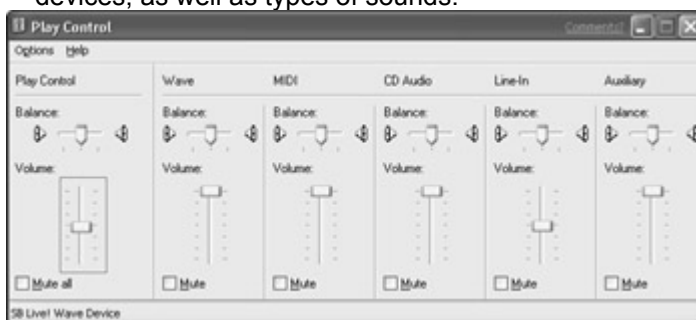 devices, as well as types of sounds.
Play Control
Comments?
Options Help
Play Control Wave MIDI CD Audio Line-In Auxiliary
Balance: Balance: Balance: Balance: Balance: Balance:
Volume: Volume: Volume: Volume: Volume: Volume:
Mute all Mute Mute Mute Mute Mute
SB Live! Wave Device